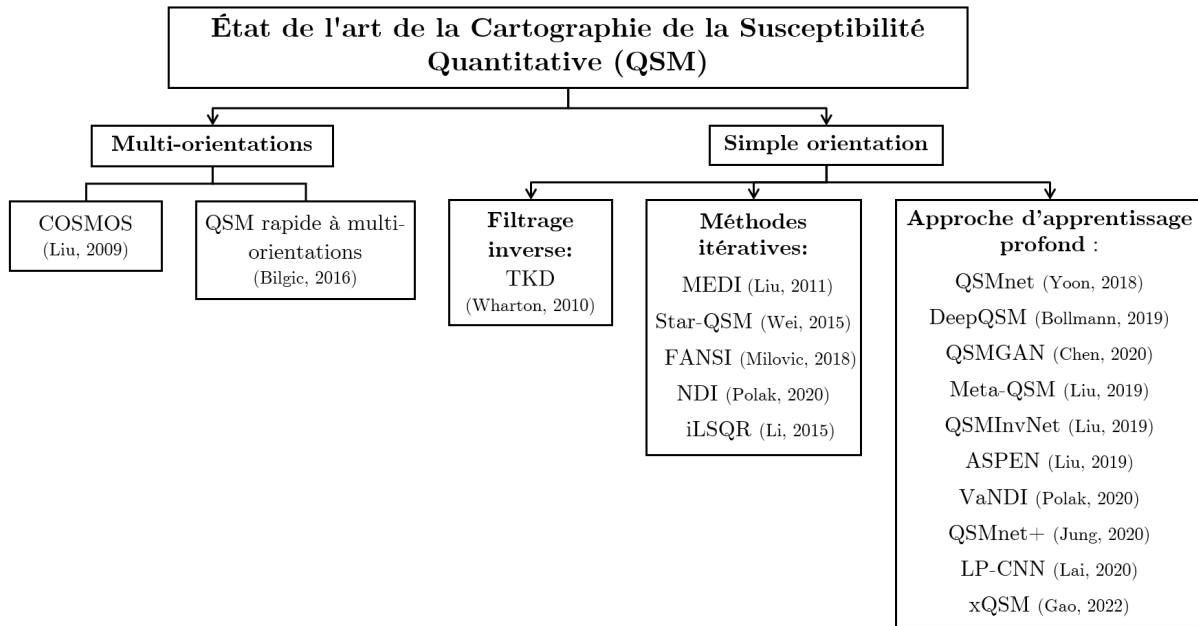 État de l'art de la Cartographie de la Susceptibilité
Quantitative (QSM)
Multi-orientations
Simple orientation
COSMOS
(Liu, 2009)
QSM rapide à multi-
orientations
(Bilgic, 2016)
Filtrage
inverse:
TKD
(Wharton, 2010)
Méthodes
itératives:
MEDI (Liu, 2011)
Star-QSM (Wei, 2015)
FANSI (Milovic, 2018)
NDI (Polak, 2020)
iLSQR (Li, 2015)
Approche d'apprentissage
profond :
QSMnet (Yoon, 2018)
DeepQSM (Bollmann, 2019)
QSMGAN (Chen, 2020)
Meta-QSM (Liu, 2019)
QSMInvNet (Liu, 2019)
ASPEN (Liu, 2019)
VaNDI (Polak, 2020)
QSMnet+ (Jung, 2020)
LP-CNN (Lai, 2020)
xQSM (Gao, 2022)